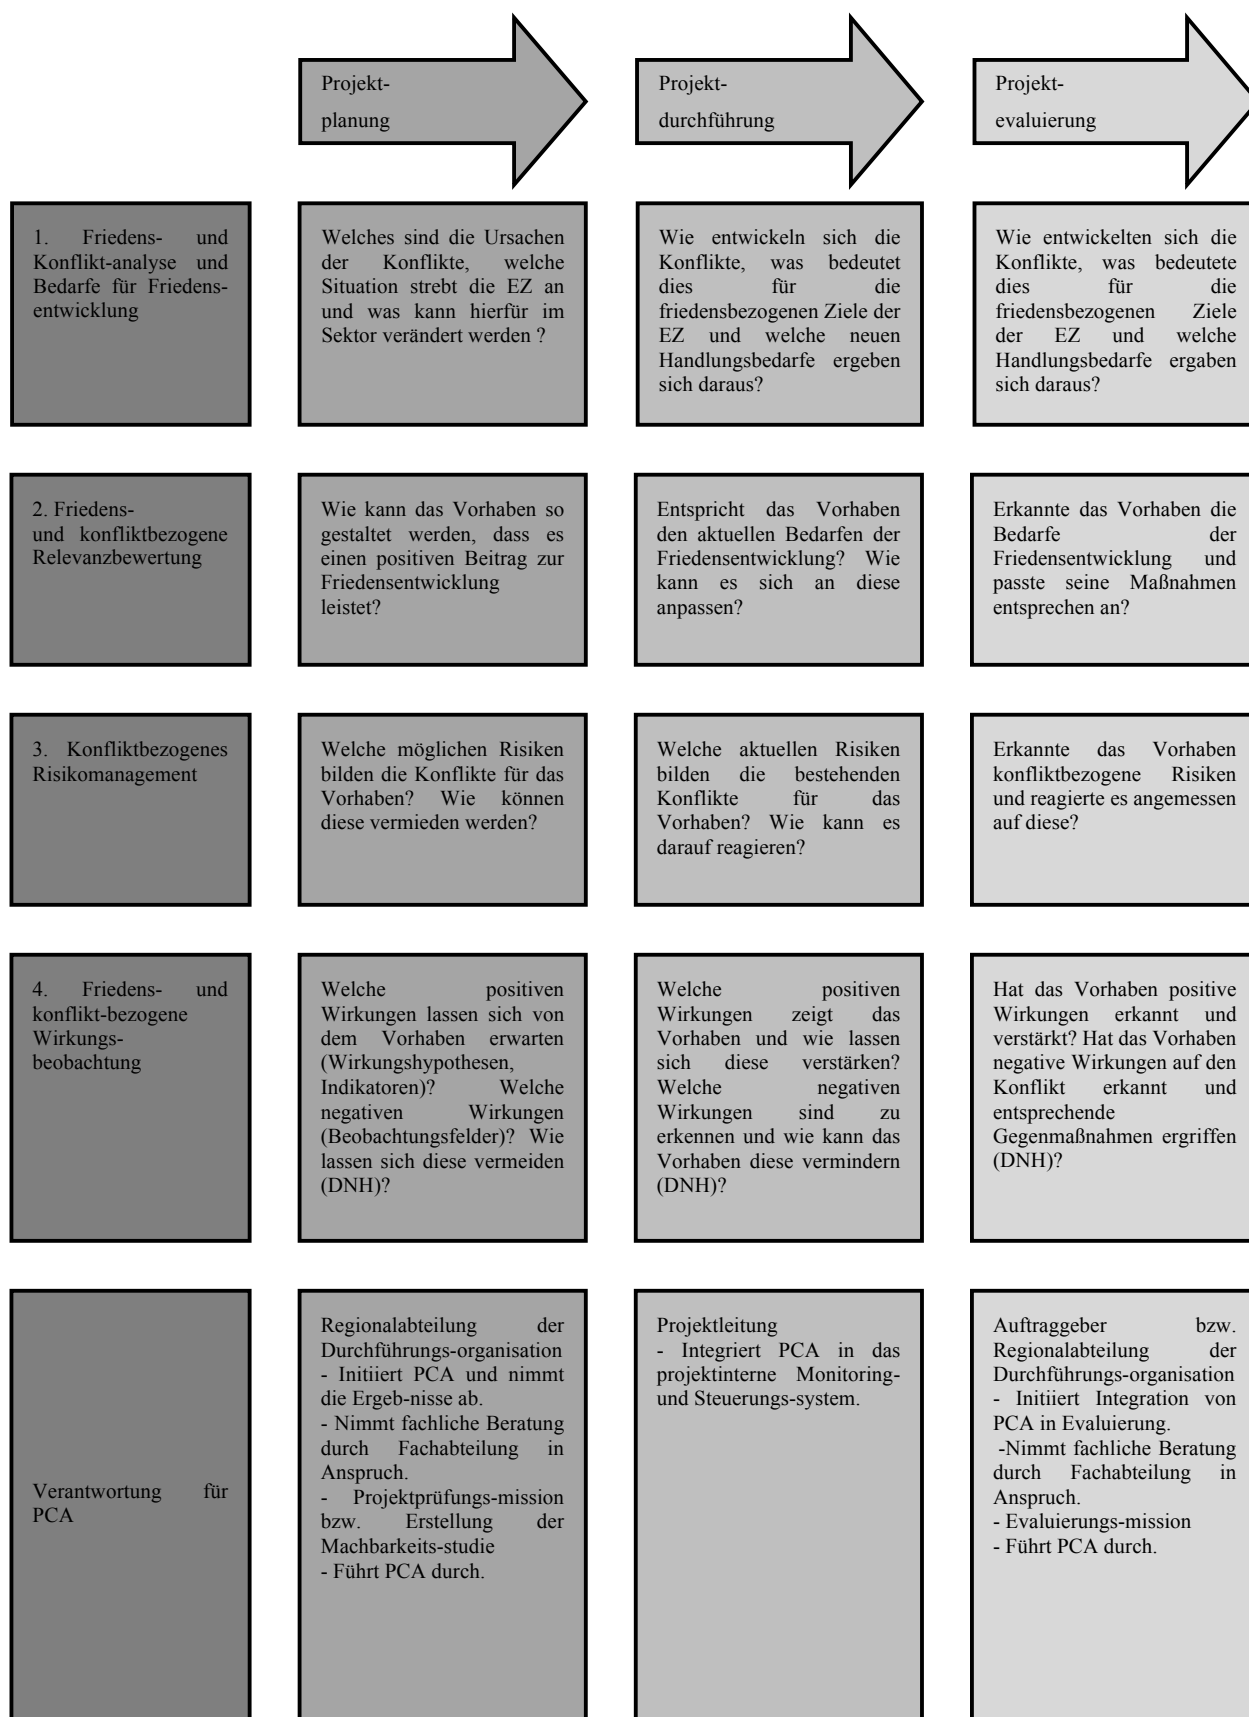 Projekt-
planung
Projekt-
durchführung
Projekt-
evaluierung
1. Friedens- und
Konflikt-analyse und
Bedarfe für Friedens-
entwicklung
Welches sind die Ursachen
der Konflikte, welche
Situation strebt die EZ an
und was kann hierfür im
Sektor verändert werden ?
Wie entwickeln sich die
Konflikte, was bedeutet
dies für die
friedensbezogenen Ziele der
EZ und welche neuen
Handlungsbedarfe ergeben
sich daraus?
Wie entwickelten sich die
Konflikte, was bedeutete
dies für die
friedensbezogenen Ziele
der EZ und welche
Handlungsbedarfe ergaben
sich daraus?
2. Friedens-
und konfliktbezogene
Relevanzbewertung
Wie kann das Vorhaben so
gestaltet werden, dass es
einen positiven Beitrag zur
Friedensentwicklung
leistet?
Entspricht das Vorhaben
den aktuellen Bedarfen der
Friedensentwicklung? Wie
kann es sich an diese
anpassen?
Erkannte das Vorhaben die
Bedarfe der
Friedensentwicklung und
passte seine Maßnahmen
entsprechen an?
3. Konfliktbezogenes
Risikomanagement
Welche möglichen Risiken
bilden die Konflikte für das
Vorhaben? Wie können
diese vermieden werden?
Welche aktuellen Risiken
bilden die bestehenden
Konflikte für das
Vorhaben? Wie kann es
darauf reagieren?
Erkannte das Vorhaben
konfliktbezogene Risiken
und reagierte es angemessen
auf diese?
4. Friedens- und
konflikt-bezogene
Wirkungs-
beobachtung
Welche positiven
Wirkungen lassen sich von
dem Vorhaben erwarten
(Wirkungshypothesen,
Indikatoren)? Welche
negativen Wirkungen
(Beobachtungsfelder)? Wie
lassen sich diese vermeiden
(DNH)?
Welche positiven
Wirkungen zeigt das
Vorhaben und wie lassen
sich diese verstärken?
Welche negativen
Wirkungen sind zu
erkennen und wie kann das
Vorhaben diese vermindern
(DNH)?
Hat das Vorhaben positive
Wirkungen erkannt und
verstärkt? Hat das Vorhaben
negative Wirkungen auf den
Konflikt erkannt und
entsprechende
Gegenmaßnahmen ergriffen
(DNH)?
Verantwortung für
PCA
Regionalabteilung der
Durchführungs-organisation
- Initiiert PCA und nimmt
die Ergeb-nisse ab.
- Nimmt fachliche Beratung
durch Fachabteilung in
Anspruch.
- Projektprüfungs-mission
bzw. Erstellung der
Machbarkeits-studie
- Führt PCA durch.
Projektleitung
- Integriert PCA in das
projektinterne Monitoring-
und Steuerungs-system.
Auftraggeber bzw.
Regionalabteilung der
Durchführungs-organisation
- Initiiert Integration von
PCA in Evaluierung.
-Nimmt fachliche Beratung
durch Fachabteilung in
Anspruch.
- Evaluierungs-mission
- Führt PCA durch.